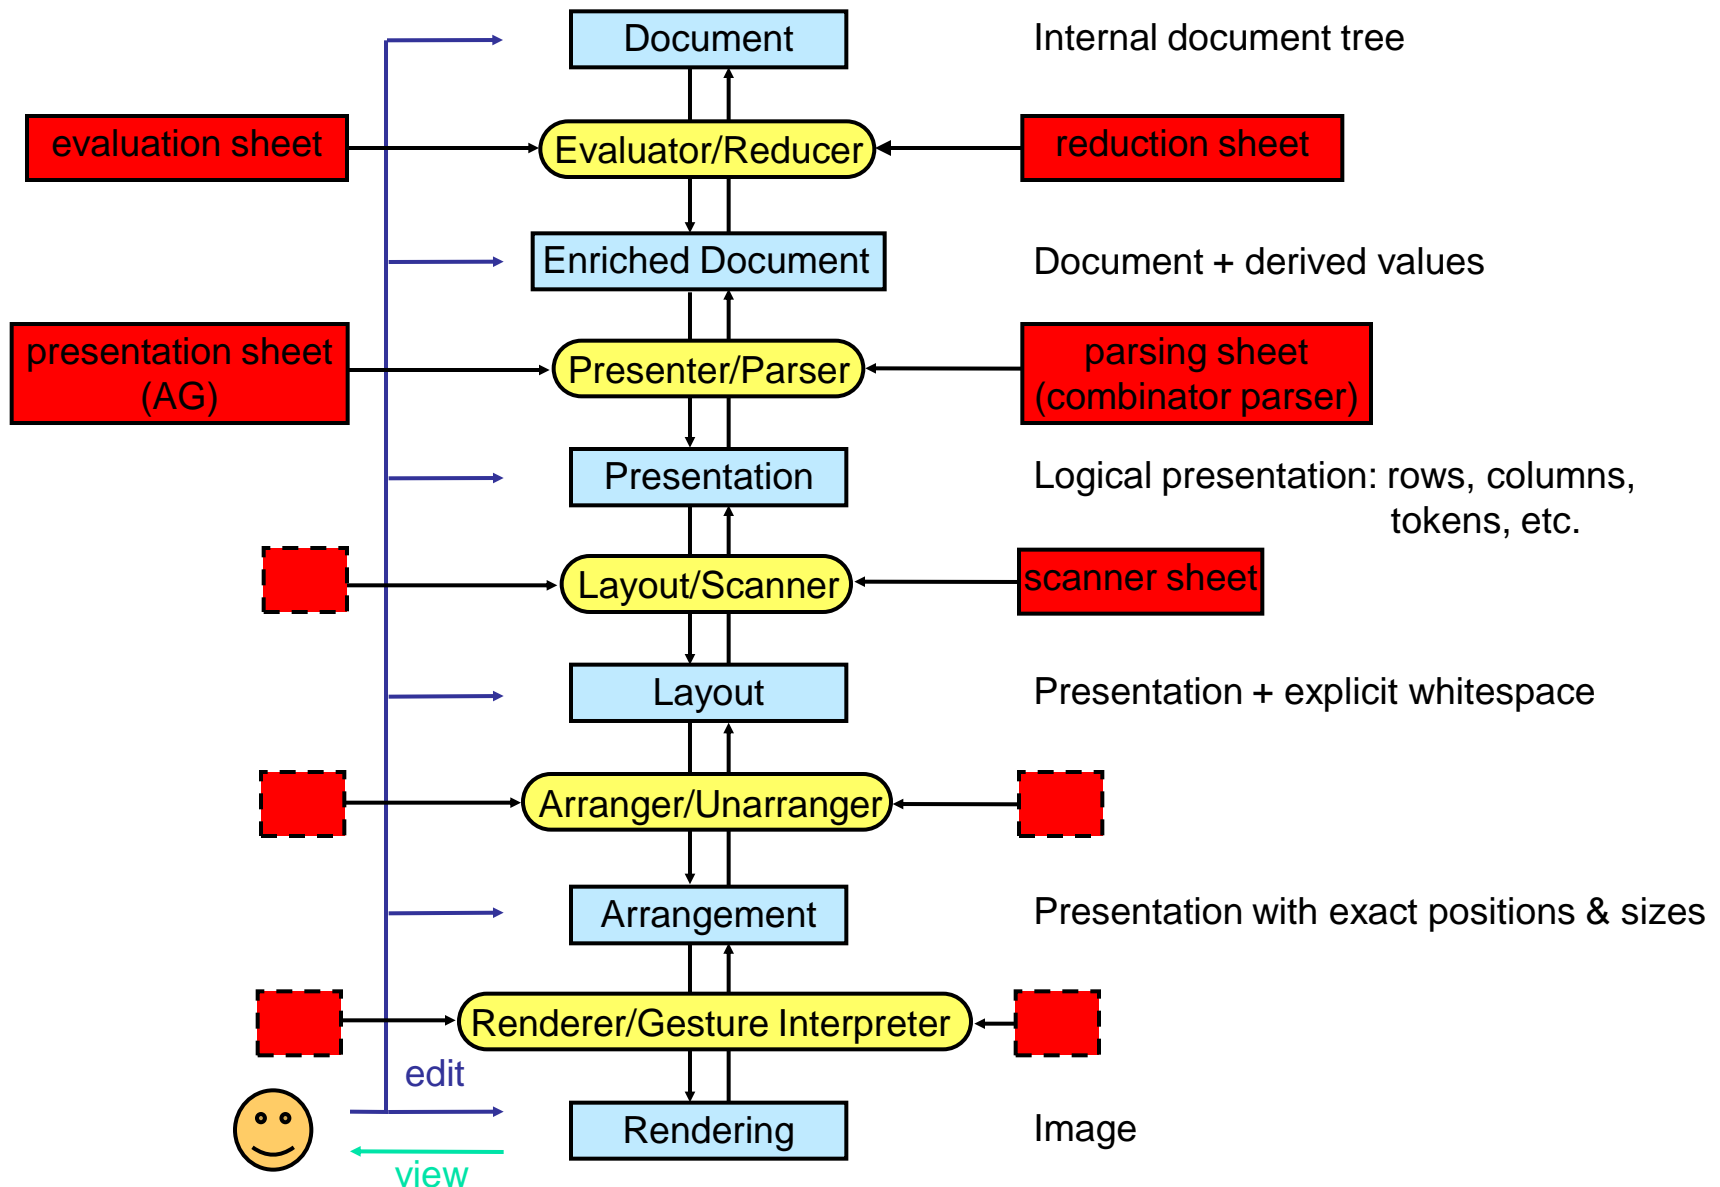 Document
Internal document tree
evaluation sheet
Evaluator/Reducer
reduction sheet
Enriched Document
Document + derived values
presentation sheet
(AG)
Presenter/Parser
parsing sheet
(combinator parser)
Presentation
Logical presentation: rows, columns,
tokens, etc.
Layout/Scanner
scanner sheet
Layout
Presentation + explicit whitespace
Arranger/Unarranger
Arrangement
Presentation with exact positions & sizes
Renderer/Gesture Interpreter
edit
Rendering
Image
view